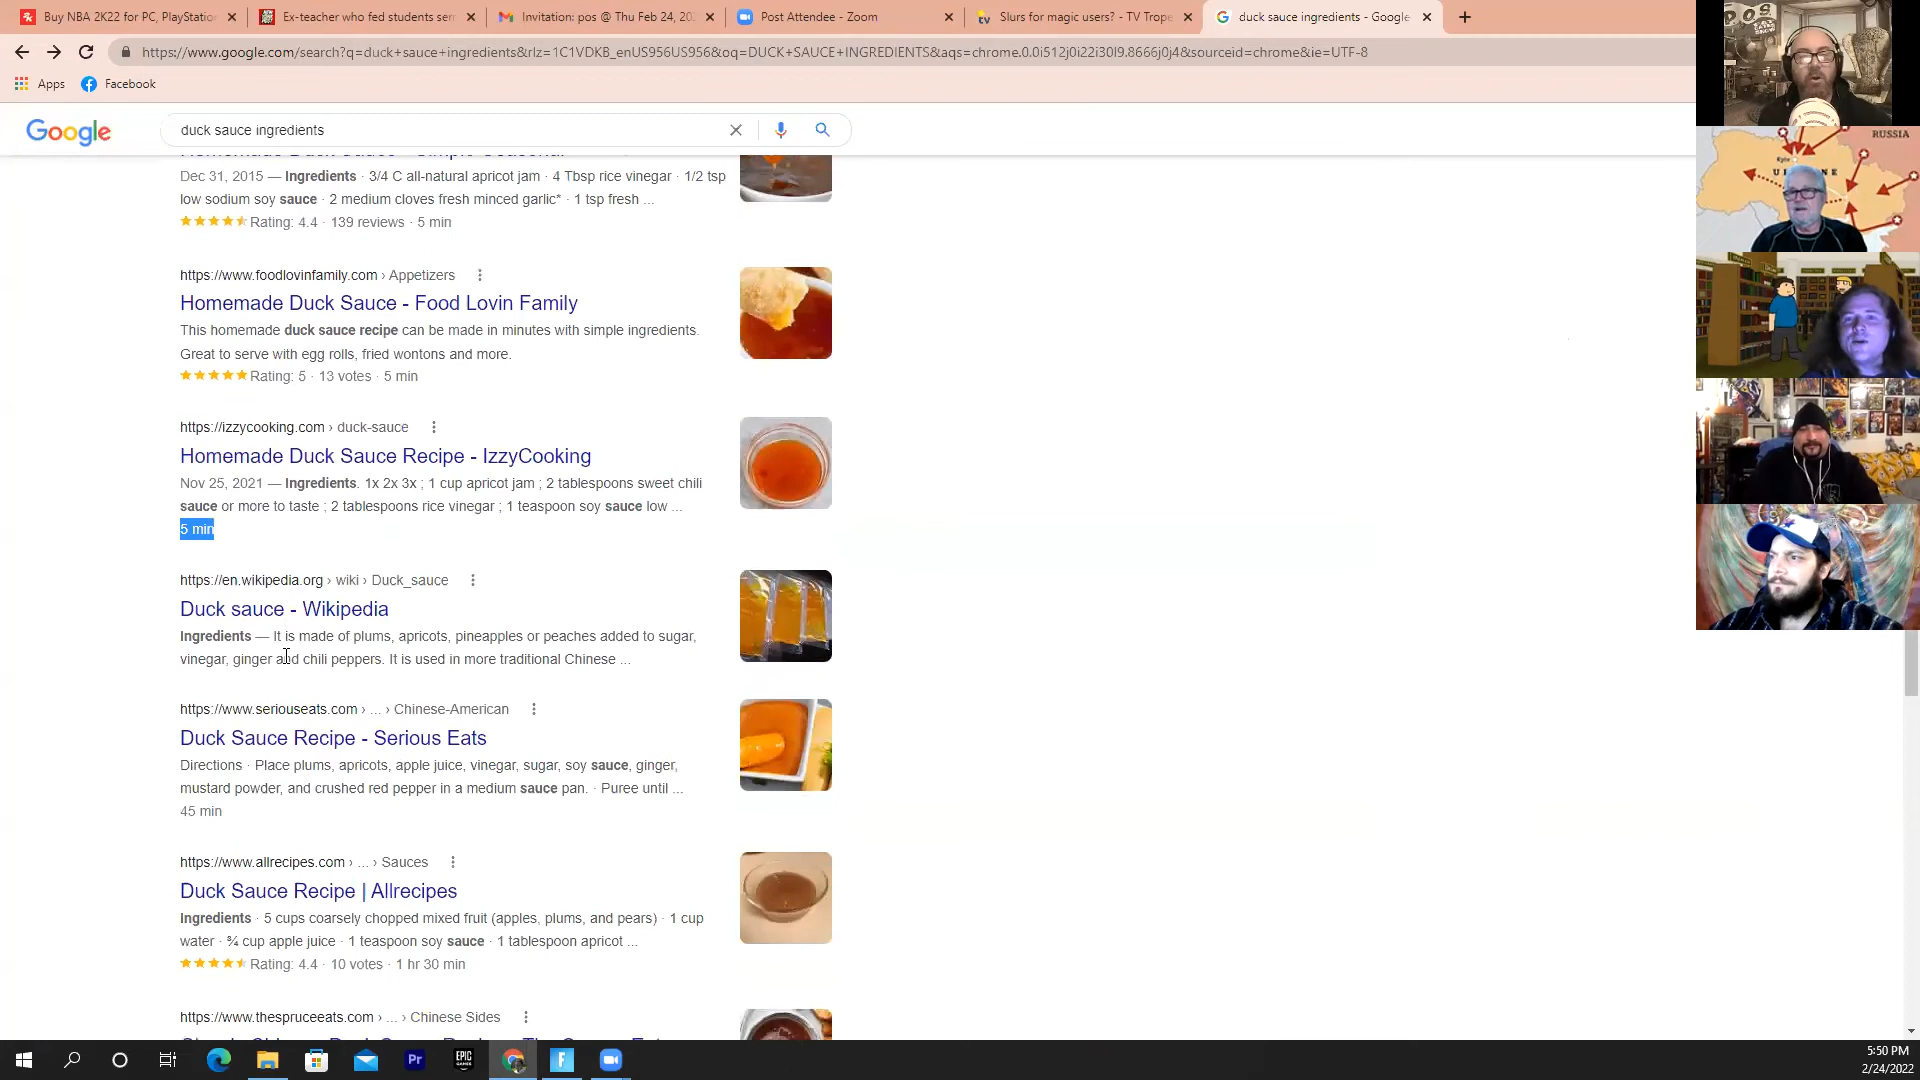 Buy NBA 2K22 for PC, PlayStatio
Ex-teacher who fed students sem
Invitation: pos @ Thu Feb 24, 202
Post Attendee - Zoom
Slurs for magic users? - TV Trope
duck sauce ingredients - Google
https://www.google.com/search?q=duck+sauce+ingredients&rlz=1C1VDKB_enUS956US956&oq=DUCK+SAUCE+INGREDIENTS&aqs=chrome.0.0i512j0i22i30l9.8666j0j4&sourceid=chrome&ie=UTF-8
Apps
Facebook
Google
duck sauce ingredients
Dec 31, 2015 — Ingredients · 3/4 C all-natural apricot jam · 4 Tbsp rice vinegar · 1/2 tsp
low sodium soy sauce · 2 medium cloves fresh minced garlic* · 1 tsp fresh ...
Rating: 4.4 · 139 reviews · 5 min
https://www.foodlovinfamily.com › Appetizers
Homemade Duck Sauce - Food Lovin Family
This homemade duck sauce recipe can be made in minutes with simple ingredients.
Great to serve with egg rolls, fried wontons and more.
Rating: 5 · 13 votes · 5 min
https://izzycooking.com › duck-sauce
Homemade Duck Sauce Recipe - IzzyCooking
Nov 25, 2021 — Ingredients. 1x 2x 3x ; 1 cup apricot jam ; 2 tablespoons sweet chili
sauce or more to taste ; 2 tablespoons rice vinegar ; 1 teaspoon soy sauce low ...
5 min
https://en.wikipedia.org › wiki › Duck_sauce
Duck sauce - Wikipedia
Ingredients — It is made of plums, apricots, pineapples or peaches added to sugar,
vinegar, ginger and chili peppers. It is used in more traditional Chinese ...
https://www.seriouseats.com › ... › Chinese-American
Duck Sauce Recipe - Serious Eats
Directions · Place plums, apricots, apple juice, vinegar, sugar, soy sauce, ginger,
mustard powder, and crushed red pepper in a medium sauce pan. · Puree until ...
45 min
https://www.allrecipes.com › ... › Sauces
Duck Sauce Recipe | Allrecipes
Ingredients · 5 cups coarsely chopped mixed fruit (apples, plums, and pears) · 1 cup
water · ¾ cup apple juice · 1 teaspoon soy sauce · 1 tablespoon apricot ...
Rating: 4.4 · 10 votes · 1 hr 30 min
https://www.thespruceeats.com › ... › Chinese Sides
RUSSIA
Kyiv
Pr
EPIC
GAMES
5:50 PM
2/24/2022